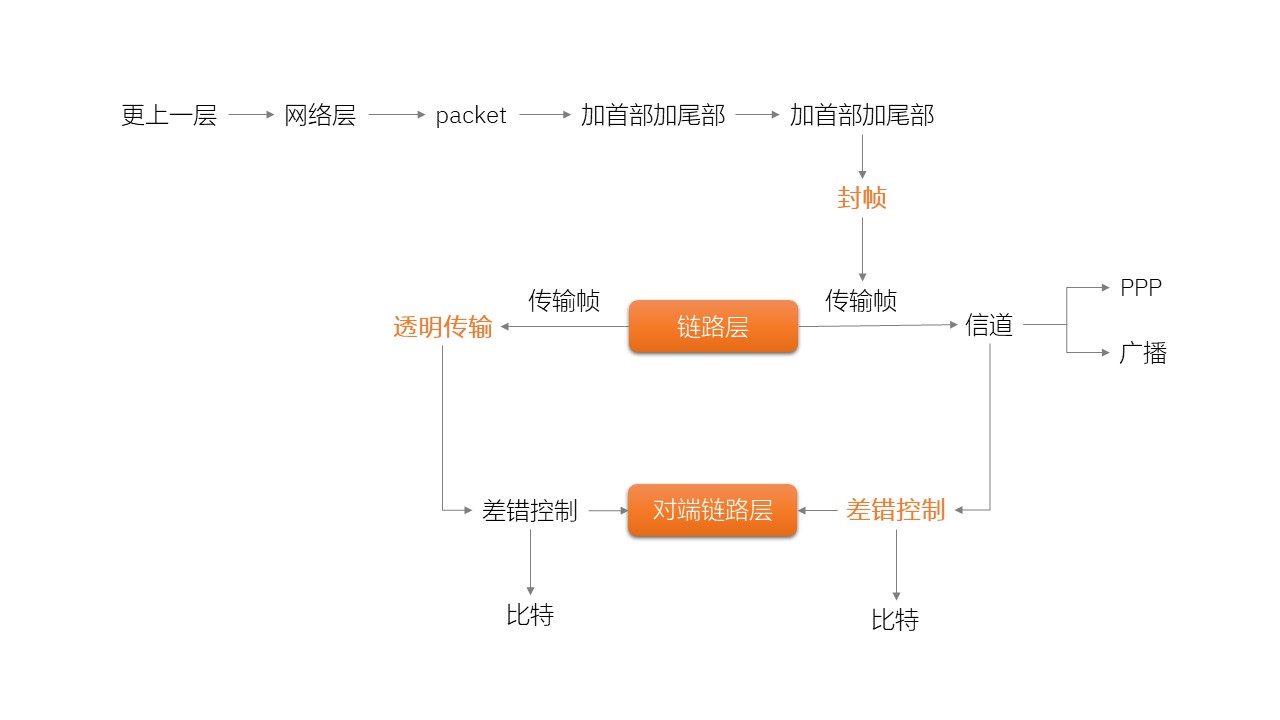 更上一层
网络层
packet
加首部加尾部
加首部加尾部
封帧
传输帧
传输帧
透明传输
链路层
信道
PPP
广播
差错控制
对端链路层
差错控制
比特
比特